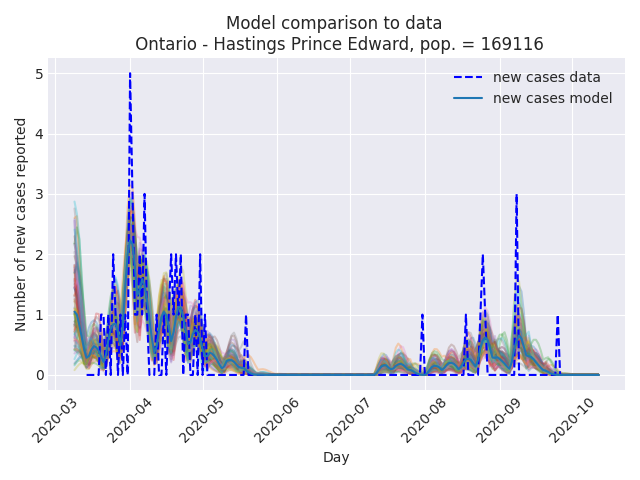 Model comparison to data
Ontario - Hastings Prince Edward, pop. = 169116
new cases data
new cases model
Number of new cases reported
5
4
3
2
1
0
2020-03
2020-04
2020-05
2020-06
2020-07
2020-08
2020-09
2020-10
Day